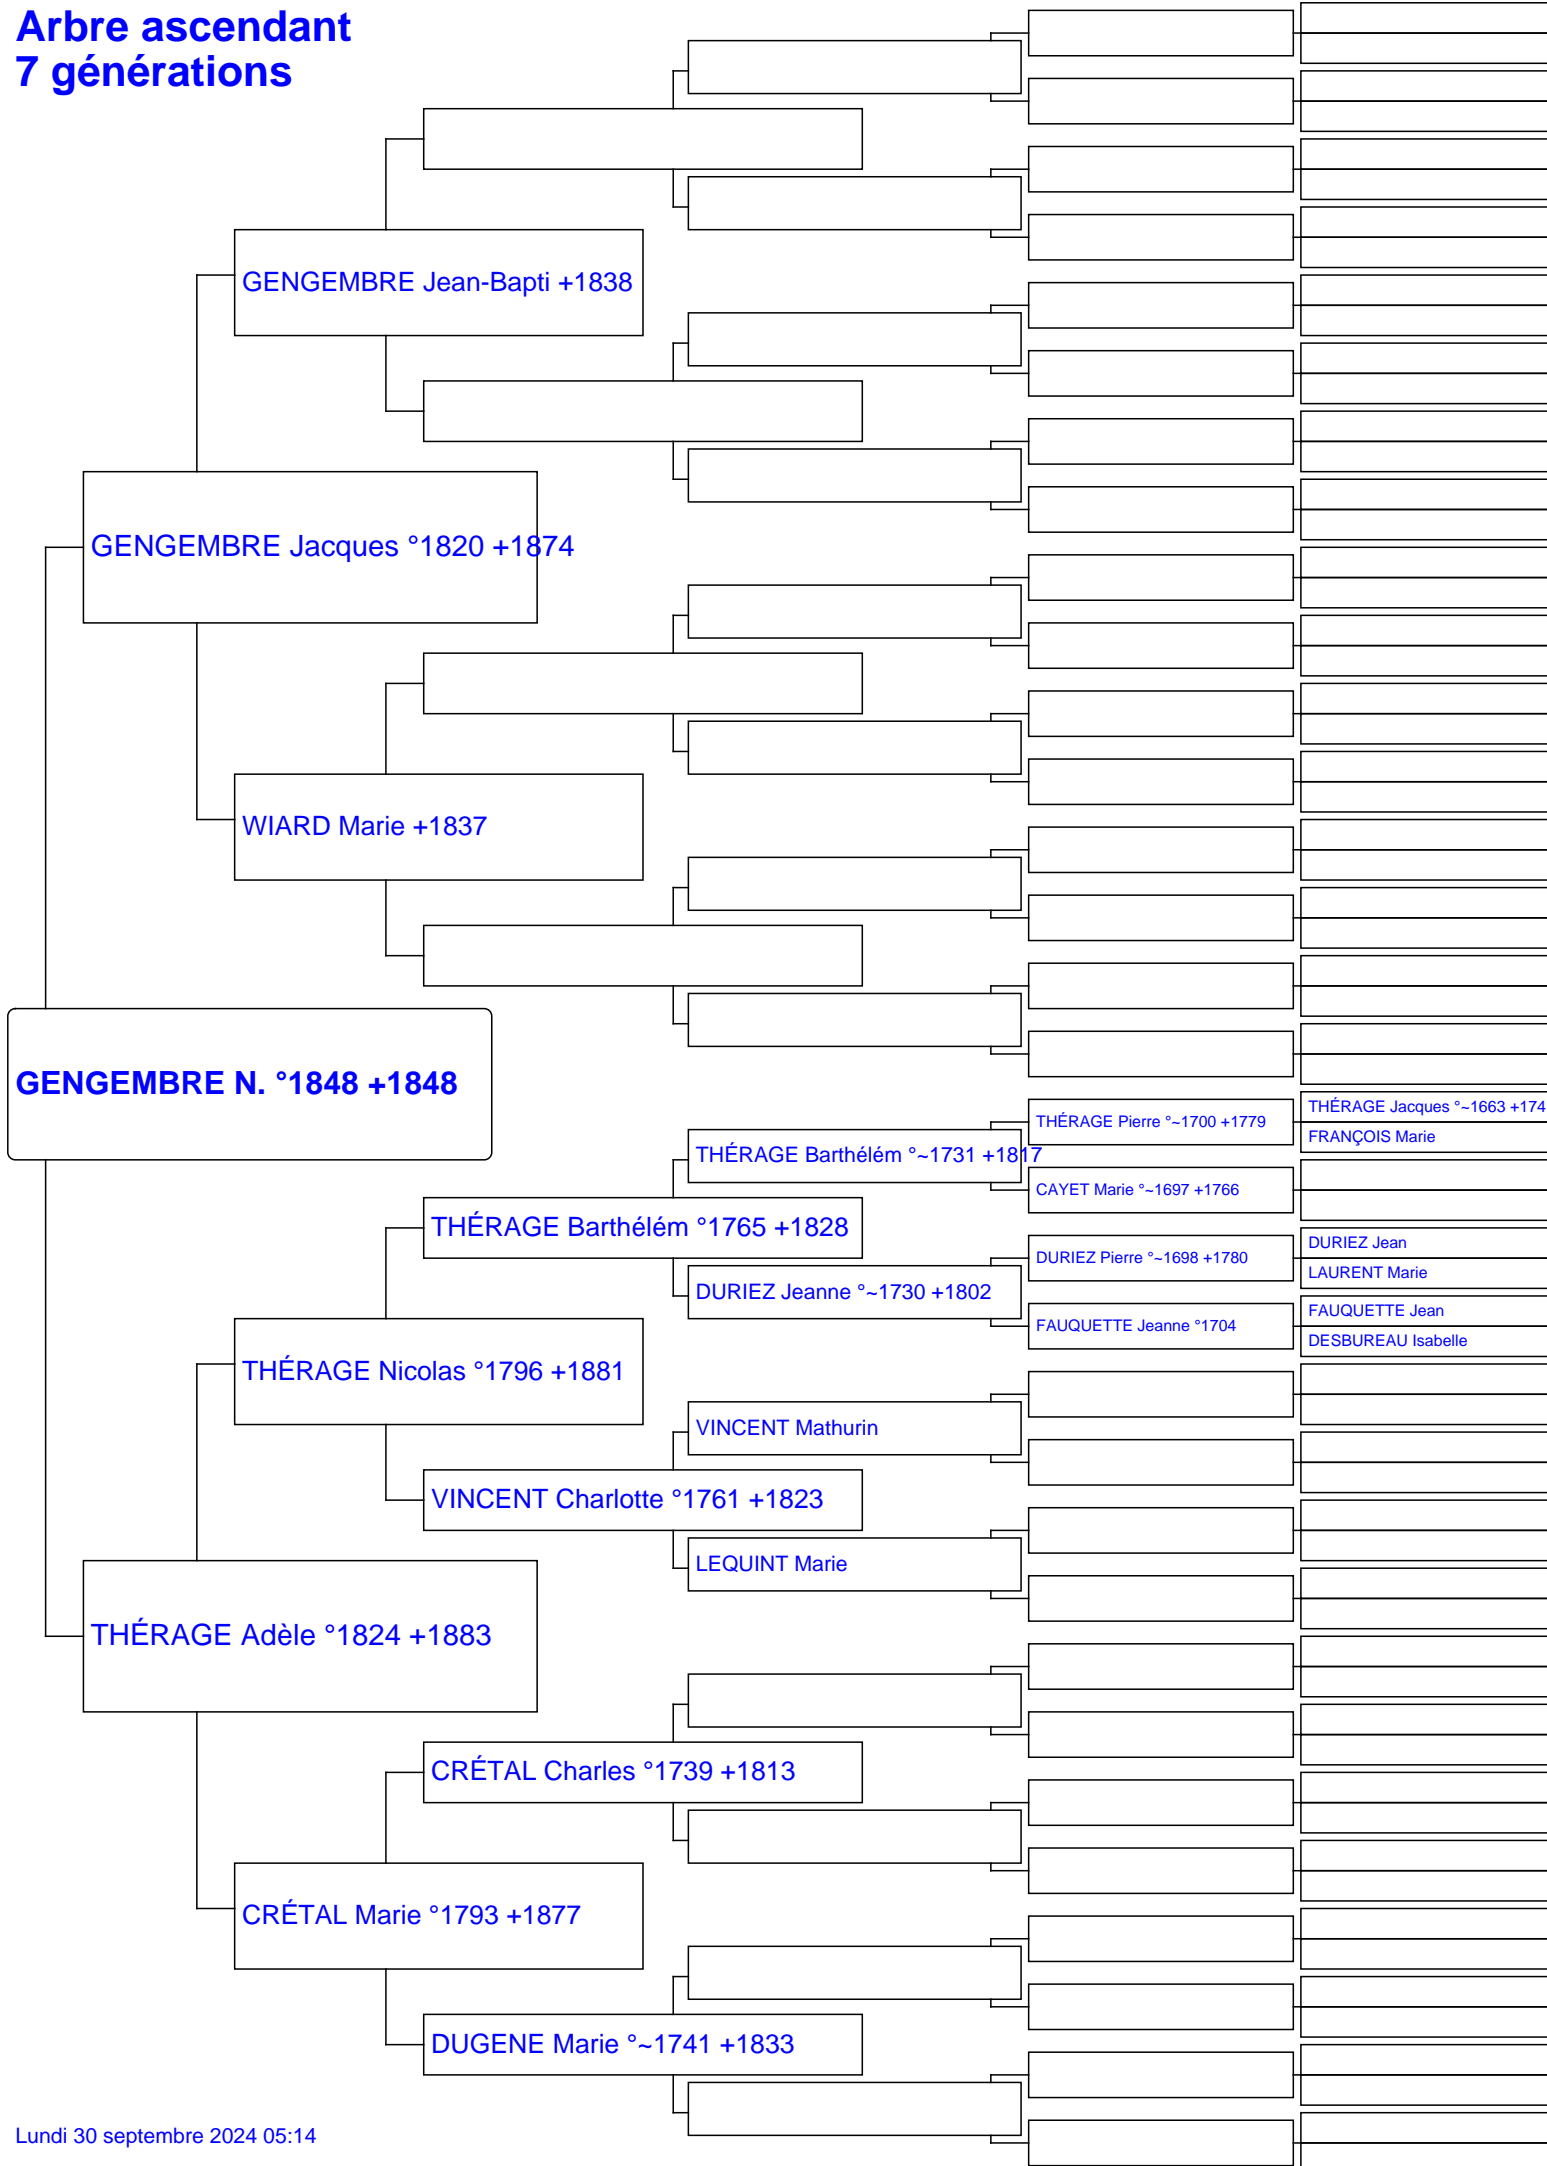 Arbre ascendant
7 générations
GENGEMBRE Jean-Bapti +1838
GENGEMBRE Jacques °1820 +1874
WIARD Marie +1837
GENGEMBRE N. °1848 +1848
THÉRAGE Jacques °~1663 +174
THÉRAGE Pierre °~1700 +1779
FRANÇOIS Marie
THÉRAGE Barthélém °~1731 +1817
CAYET Marie °~1697 +1766
THÉRAGE Barthélém °1765 +1828
DURIEZ Jean
DURIEZ Pierre °~1698 +1780
LAURENT Marie
DURIEZ Jeanne °~1730 +1802
FAUQUETTE Jean
FAUQUETTE Jeanne °1704
DESBUREAU Isabelle
THÉRAGE Nicolas °1796 +1881
VINCENT Mathurin
VINCENT Charlotte °1761 +1823
LEQUINT Marie
THÉRAGE Adèle °1824 +1883
CRÉTAL Charles °1739 +1813
CRÉTAL Marie °1793 +1877
DUGENE Marie °~1741 +1833
Lundi 30 septembre 2024 05:14